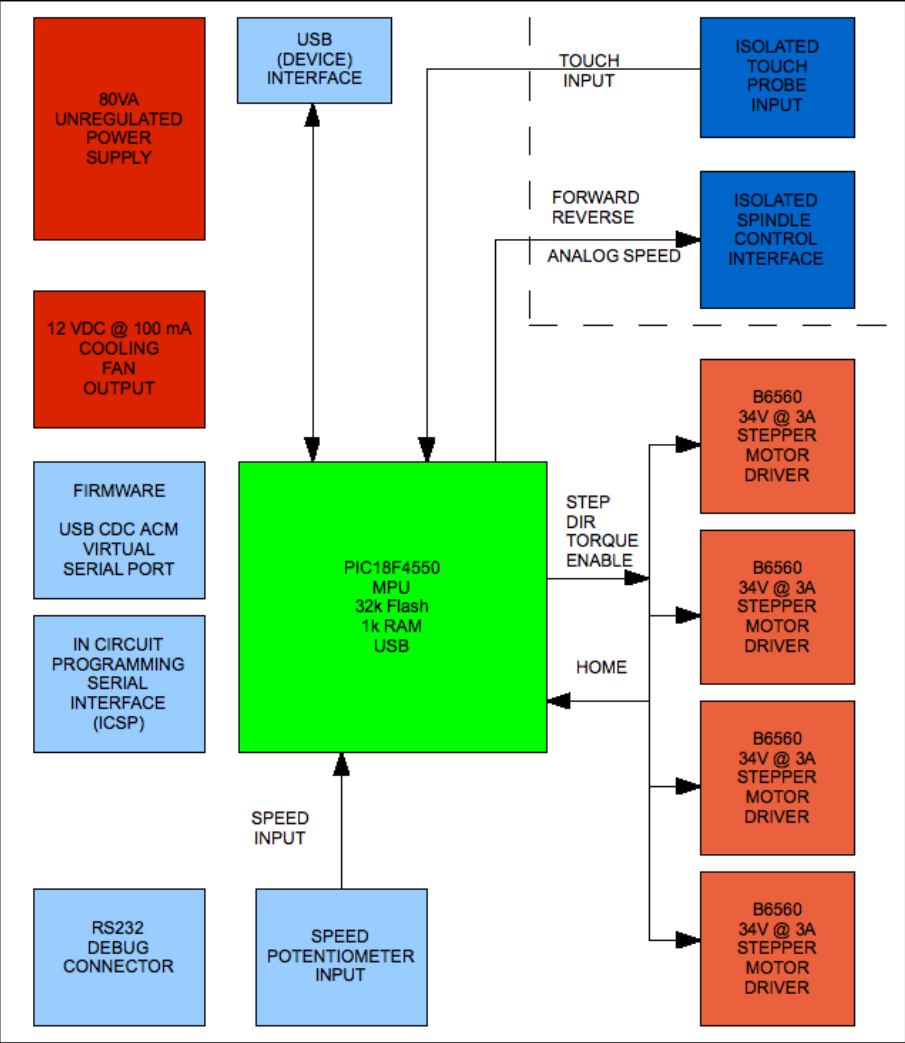 80VA
UNREGULATED
POWER
SUPPLY
USB
(DEVICE)
INTERFACE
TOUCH
INPUT
ISOLATED
TOUCH
PROBE
INPUT
FORWARD
REVERSE
ANALOG SPEED
ISOLATED
SPINDLE
CONTROL
INTERFACE
12 VDC @ 100 mA
COOLING
FAN
OUTPUT
B6560
34V @ 3A
STEPPER
MOTOR
DRIVER
FIRMWARE
USB CDC ACM
VIRTUAL
SERIAL PORT
PIC18F4550
MPU
32k Flash
1k RAM
USB
STEP
DIR
TORQUE
ENABLE
B6560
34V @ 3A
STEPPER
MOTOR
DRIVER
IN CIRCUIT
PROGRAMMING
SERIAL
INTERFACE
(ICSP)
HOME
B6560
34V @ 3A
STEPPER
MOTOR
DRIVER
SPEED
INPUT
RS232
DEBUG
CONNECTOR
SPEED
POTENTIOMETER
INPUT
B6560
34V @ 3A
STEPPER
MOTOR
DRIVER